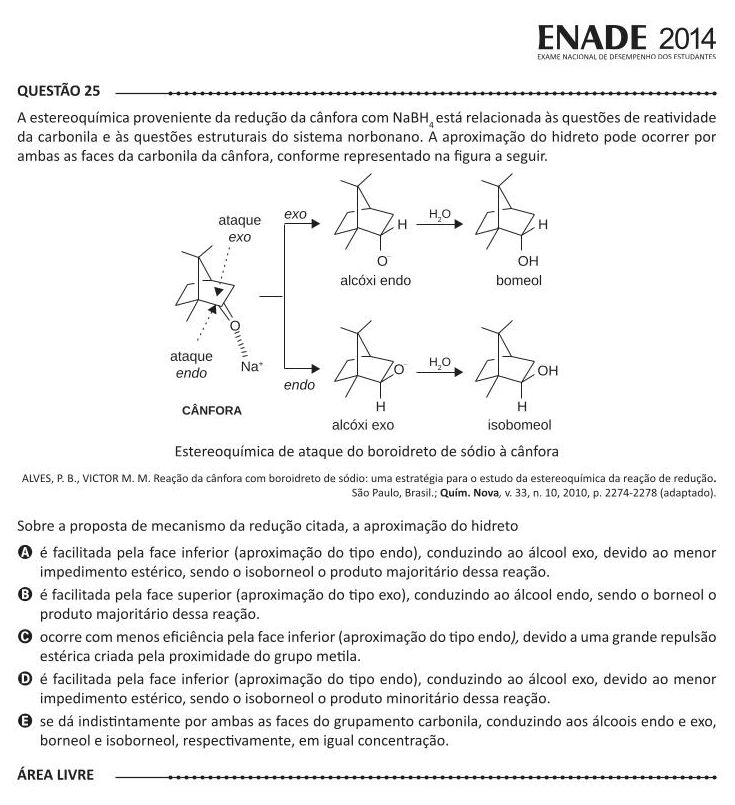 ENADE 2014
EXAME NACIONAL DE DESEMPENHO DOS ESTUDANTES
QUESTÃO 25
A estereoquímica proveniente da redução da cânfora com NaBH4 está relacionada às questões de reatividade
da carbonila e às questões estruturais do sistema norbonano. A aproximação do hidreto pode ocorrer por
ambas as faces da carbonila da cânfora, conforme representado na figura a seguir.
ataque
exo
exo
H
O-
alcóxi endo
H2O
H
OH
bomeol
O
Na+
ataque
endo
CÂNFORA
endo
O-
H
alcóxi exo
H2O
OH
H
isobomeol
Estereoquímica de ataque do boroidreto de sódio à cânfora
ALVES, P. B., VICTOR M. M. Reação da cânfora com boroidreto de sódio: uma estratégia para o estudo da estereoquímica da reação de redução.
São Paulo, Brasil.; Quím. Nova, v. 33, n. 10, 2010, p. 2274-2278 (adaptado).
Sobre a proposta de mecanismo da redução citada, a aproximação do hidreto
A é facilitada pela face inferior (aproximação do tipo endo), conduzindo ao álcool exo, devido ao menor
impedimento estérico, sendo o isoborneol o produto majoritário dessa reação.
B é facilitada pela face superior (aproximação do tipo exo), conduzindo ao álcool endo, sendo o borneol o
produto majoritário dessa reação.
C ocorre com menos eficiência pela face inferior (aproximação do tipo endo), devido a uma grande repulsão
estérica criada pela proximidade do grupo metila.
D é facilitada pela face inferior (aproximação do tipo endo), conduzindo ao álcool exo, devido ao menor
impedimento estérico, sendo o isoborneol o produto minoritário dessa reação.
E se dá indistintamente por ambas as faces do grupamento carbonila, conduzindo aos álcoois endo e exo,
borneol e isoborneol, respectivamente, em igual concentração.
ÁREA LIVRE